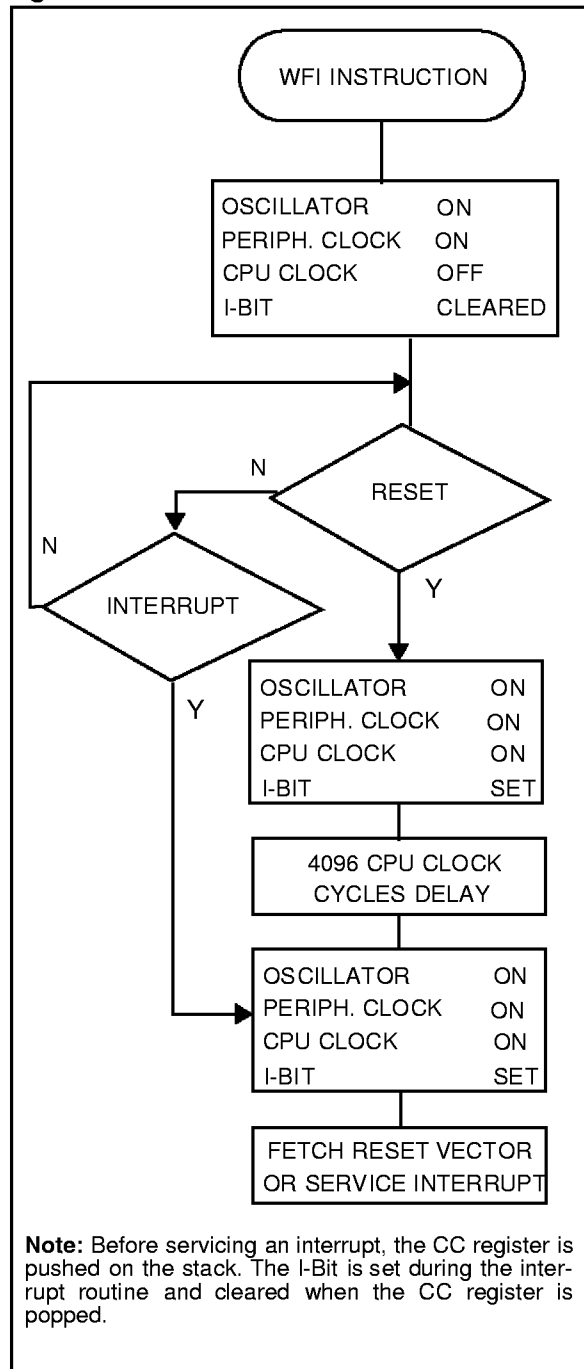 WFI INSTRUCTION
OSCILLATOR ON
PERIPH. CLOCK ON
CPU CLOCK OFF
I-BIT CLEARED
N
RESET
N
INTERRUPT
Y
Y
OSCILLATOR ON
PERIPH. CLOCK ON
CPU CLOCK ON
I-BIT SET
4096 CPU CLOCK
CYCLES DELAY
OSCILLATOR ON
PERIPH. CLOCK ON
CPU CLOCK ON
I-BIT SET
FETCH RESET VECTOR
OR SERVICE INTERRUPT
Note: Before servicing an interrupt, the CC register is
pushed on the stack. The I-Bit is set during the inter-
rupt routine and cleared when the CC register is
popped.